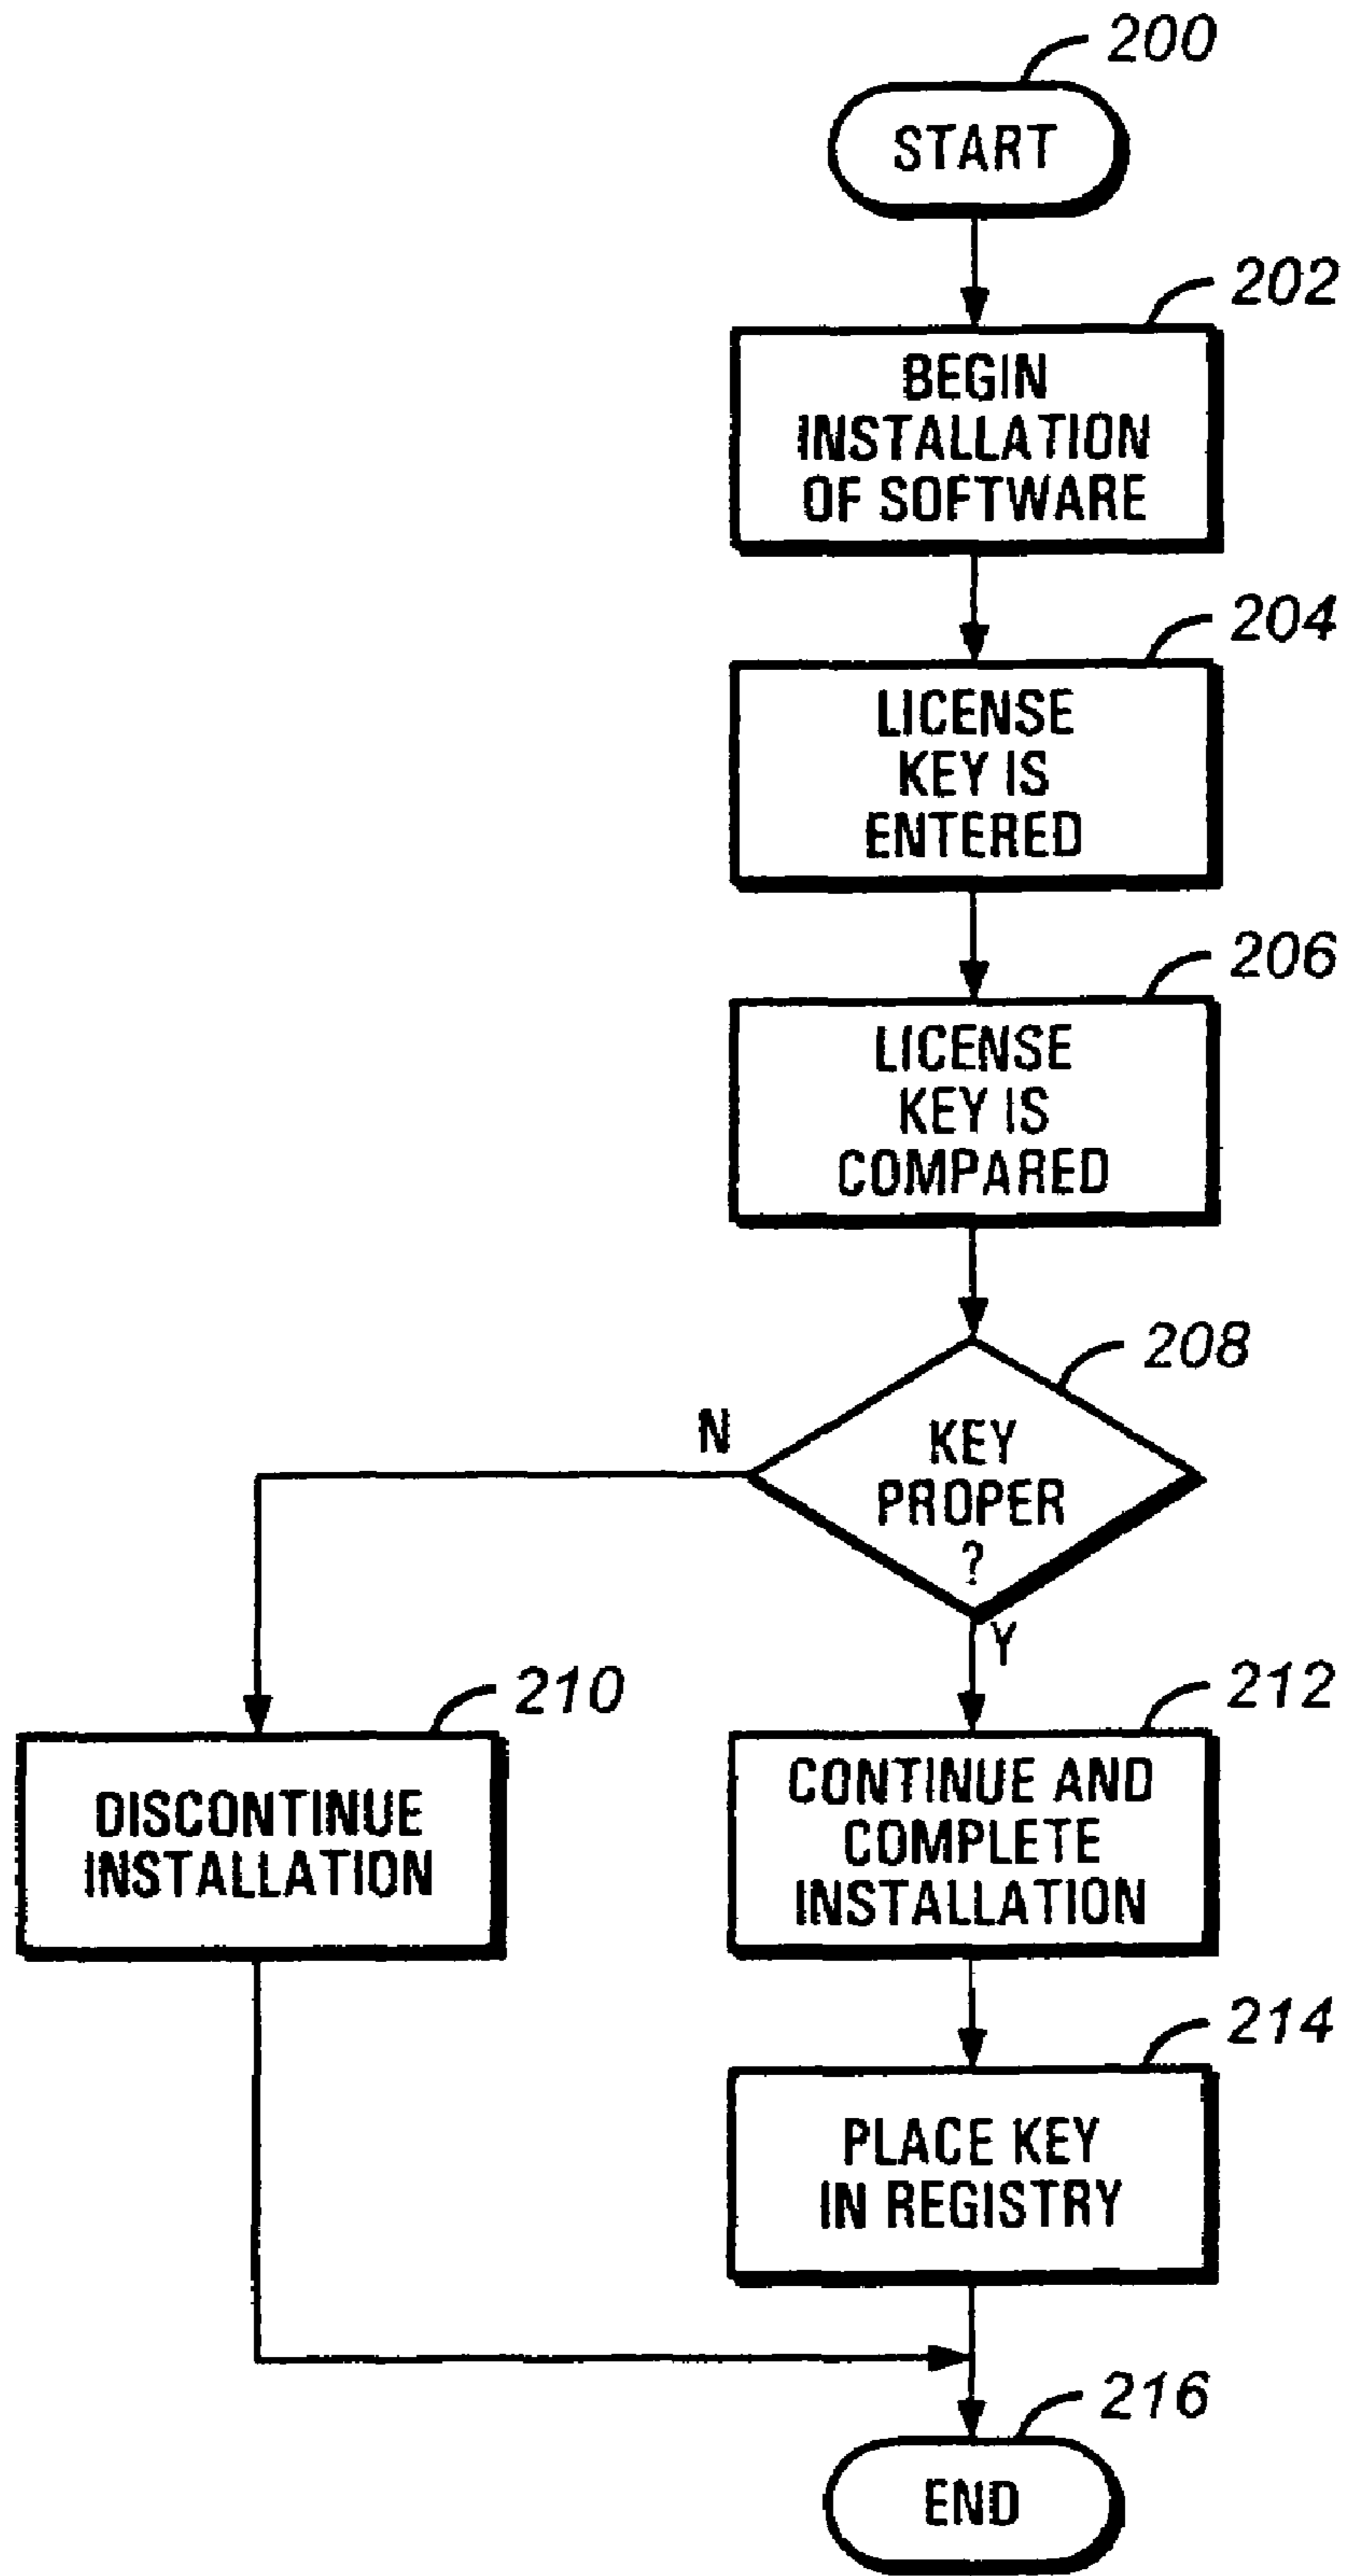 200
START
202
BEGIN
INSTALLATION
OF SOFTWARE
204
LICENSE
KEY IS
ENTERED
206
LICENSE
KEY IS
COMPARED
208
N
KEY
PROPER
?
Y
210
DISCONTINUE
INSTALLATION
212
CONTINUE AND
COMPLETE
INSTALLATION
214
PLACE KEY
IN REGISTRY
216
END